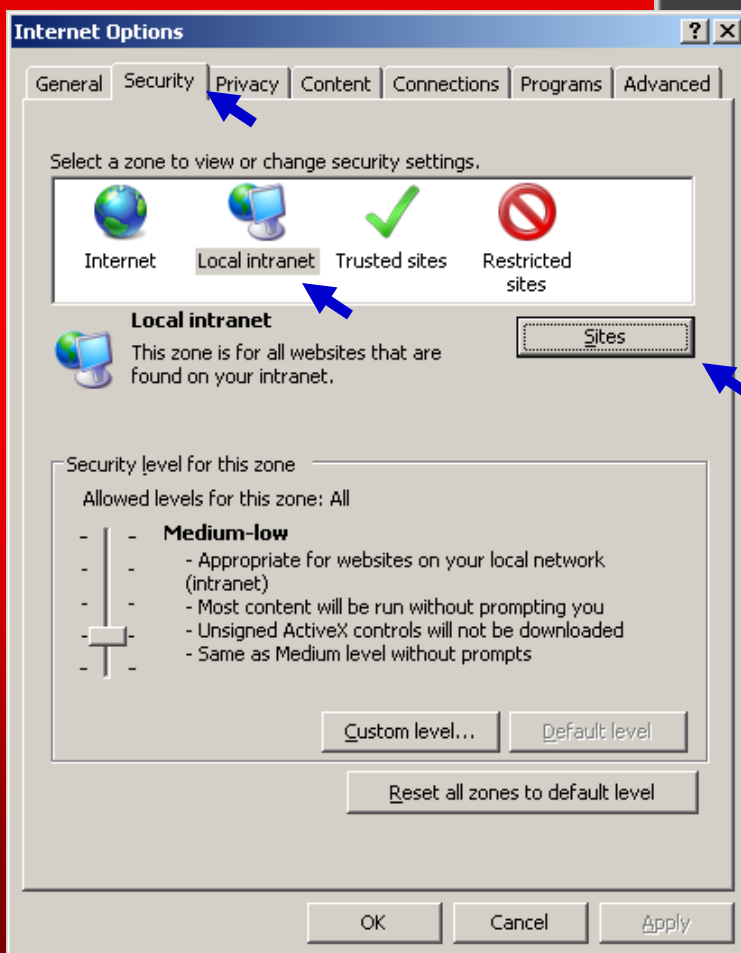 Internet Options
General Security Privacy Content Connections Programs Advanced
Select a zone to view or change security settings.
Internet Local intranet Trusted sites Restricted
sites
Local intranet
Sites
This zone is for all websites that are
found on your intranet.
Security level for this zone
Allowed levels for this zone: All
Medium-low
- Appropriate for websites on your local network
(intranet)
- Most content will be run without prompting you
- Unsigned ActiveX controls will not be downloaded
- Same as Medium level without prompts
Custom level... Default level
Reset all zones to default level
OK Cancel Apply